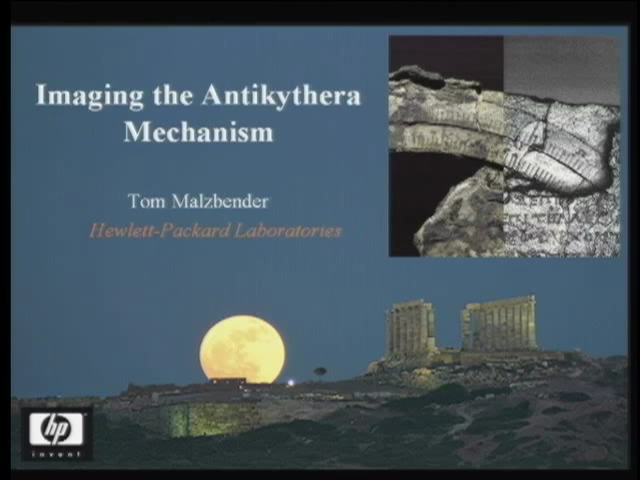 Imaging the Antikythera
Mechanism
Tom Malzbender
Hewlett-Packard Laboratories
hp
invent